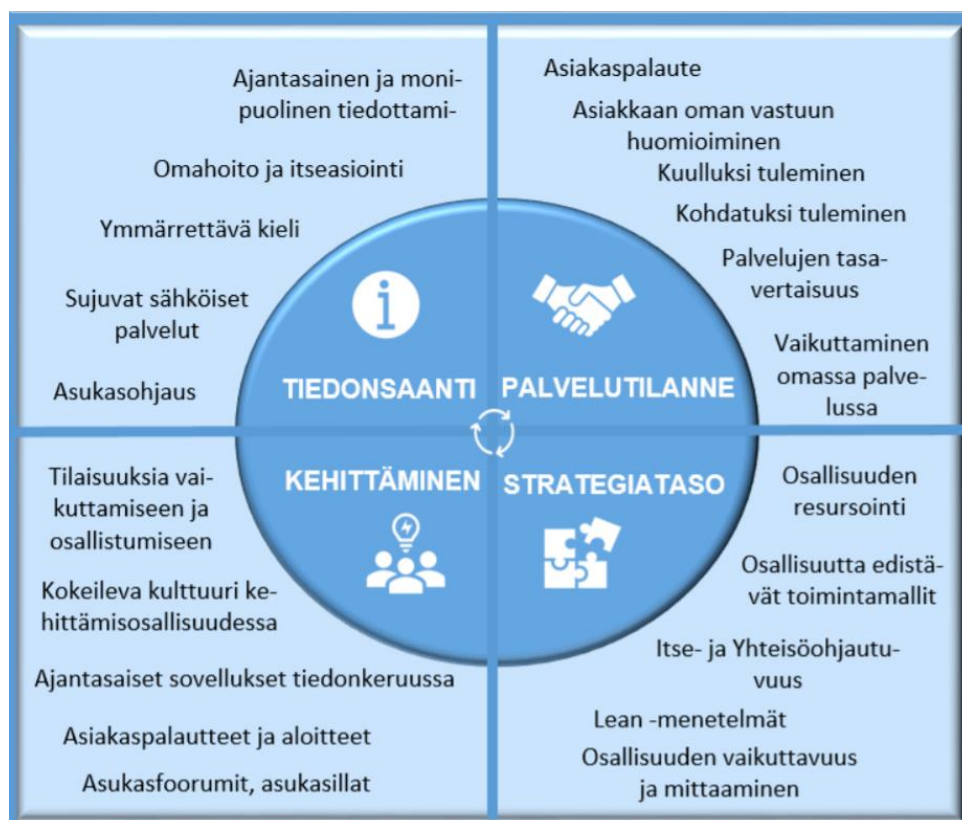 Ajantasainen ja moni-
puolinen tiedottami-
Omahoito ja itseasiointi
Ymmärrettävä kieli
Sujuvat sähköiset
palvelut
Asukasohjaus
TIEDONSAANTI
Asiakaspalaute
Asiakkaan oman vastuun
huomioiminen
Kuulluksi tuleminen
Kohdatuksi tuleminen
Palvelujen tasa-
vertaisuus
Vaikuttaminen
omassa palve-
lussa
PALVELUTILANNE
KEHITTÄMINEN
Tilaisuuksia vai-
kuttamiseen ja
osallistumiseen
Kokeileva kulttuuri ke-
hittämisosallisuudessa
Ajantasaiset sovellukset tiedonkeruussa
Asiakaspalautteet ja aloitteet
Asukasfoorumit, asukasillat
STRATEGIATASO
Osallisuuden
resursointi
Osallisuutta edistä-
vät toimintamallit
Itse- ja Yhteisöohjautu-
vuus
Lean -menetelmät
Osallisuuden vaikuttavuus
ja mittaaminen